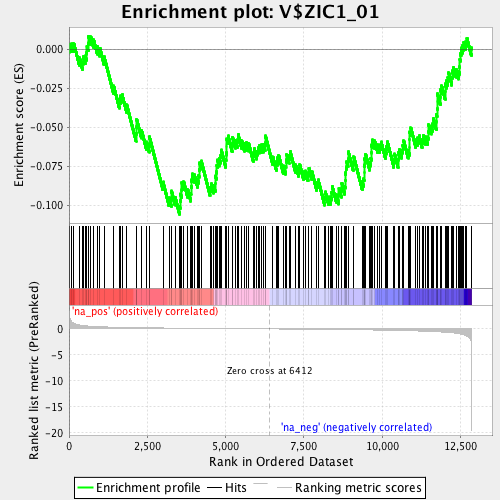 Enrichment plot: V$ZIC1_01
Enrichment score (ES)
0.000
-0.025
-0.050
-0.075
-0.100
'na_pos' (positively correlated)
Ranked list metric (PreRanked)
0
-5
-10
-15
-20
Zero cross at 6412
'na_neg' (negatively correlated)
0
2,500
5,000
7,500
10,000
12,500
Rank in Ordered Dataset
Enrichment profile
Hits
Ranking metric scores